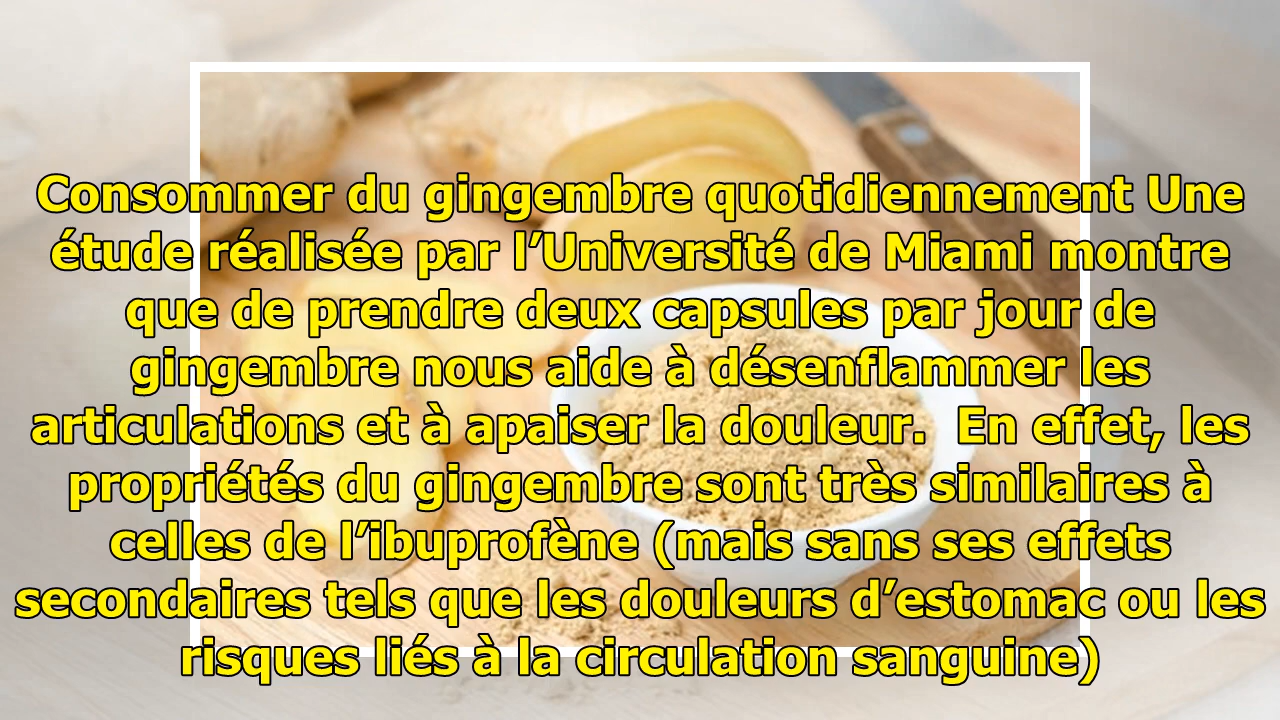 Consommer du gingembre quotidiennement Une
étude réalisée par l’Université de Miami montre
que de prendre deux capsules par jour de
gingembre nous aide à désenflammer les
articulations et à apaiser la douleur.  En effet, les
propriétés du gingembre sont très similaires à
celles de l’ibuprofène (mais sans ses effets
secondaires tels que les douleurs d’estomac ou les
risques liés à la circulation sanguine)